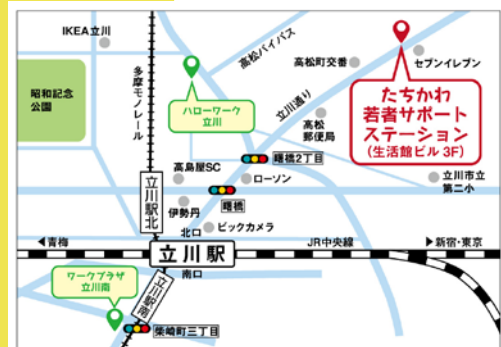 IKEA立川
高松バイパス
高松町交番
セブンイレブン
昭和記念
公園
多摩モノレール
ハローワーク
立川
立川通り
たちかわ
若者サポート
ステーション
(生活館ビル 3F)
高松
郵便局
曙橋2丁目
高島屋SC
ローソン
立川市立
第二小
曙橋
伊勢丹
立川駅北
北口
ビックカメラ
青梅
立川駅
JR中央線
新宿・東京
南口
ワークプラザ
立川南
立川駅南
柴崎町三丁目